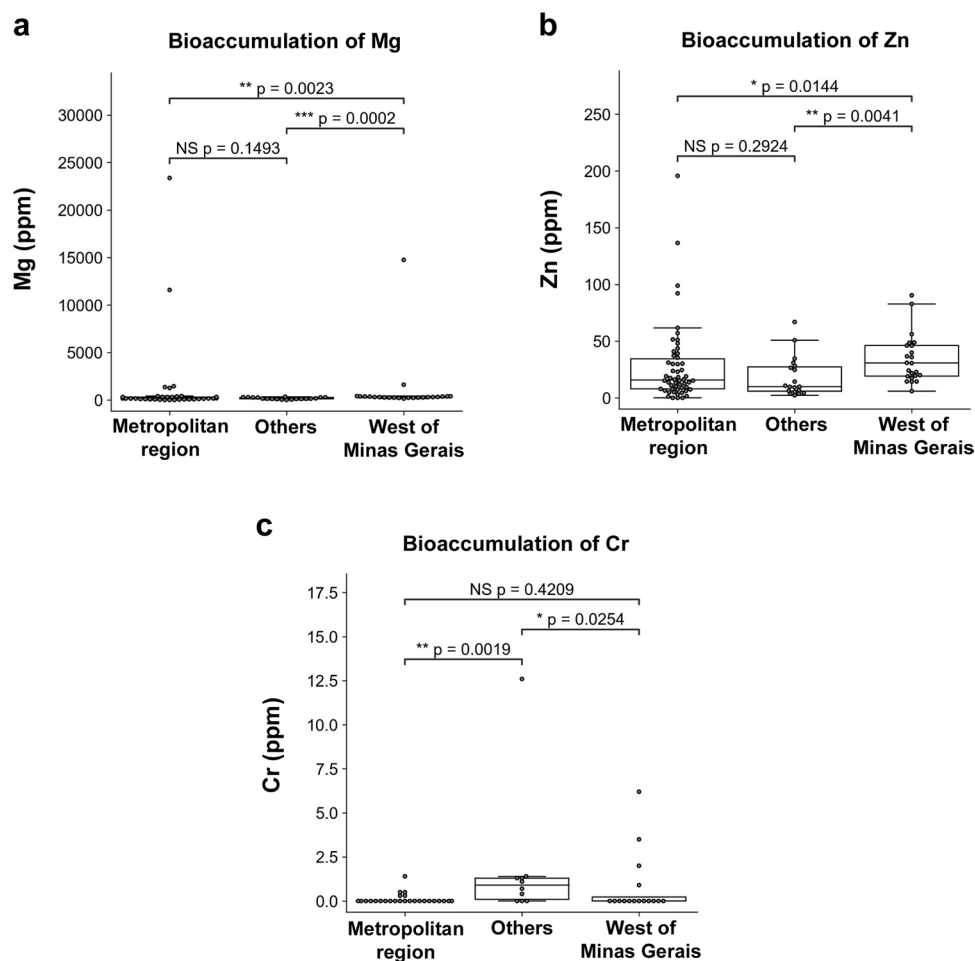 a
Bioaccumulation of Mg
** p = 0.0023
*** p = 0.0002
NS p = 0.1493
30000
25000
20000
15000
10000
5000
0
Mg (ppm)
Metropolitan region
Others
West of Minas Gerais
b
Bioaccumulation of Zn
* p = 0.0144
** p = 0.0041
NS p = 0.2924
250
200
150
100
50
0
Zn (ppm)
Metropolitan region
Others
West of Minas Gerais
c
Bioaccumulation of Cr
NS p = 0.4209
* p = 0.0254
** p = 0.0019
17.5
15.0
12.5
10.0
7.5
5.0
2.5
0.0
Cr (ppm)
Metropolitan region
Others
West of Minas Gerais